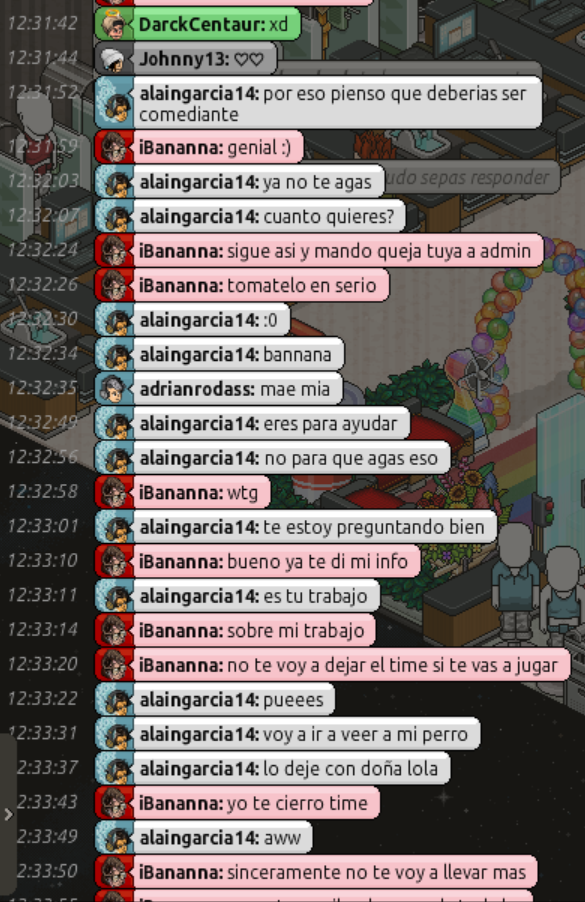 12:31:42 DarckCentaur: xd
12:31:44 Johnny13: ♡♡
12:31:52 alaingarcia14: por eso pienso que deberias ser
comediante
12:31:59 iBananna: genial :)
12:32:03 alaingarcia14: ya no te agas
udo sepas responder
12:32:07 alaingarcia14: cuanto quieres?
12:32:24 iBananna: sigue asi y mando queja tuya a admin
12:32:26 iBananna: tomatelo en serio
12:32:30 alaingarcia14: :0
12:32:34 alaingarcia14: bannana
12:32:35 adrianrodass: mae mia
12:32:49 alaingarcia14: eres para ayudar
12:32:56 alaingarcia14: no para que agas eso
12:32:58 iBananna: wtg
12:33:01 alaingarcia14: te estoy preguntando bien
12:33:10 iBananna: bueno ya te di mi info
12:33:11 alaingarcia14: es tu trabajo
12:33:14 iBananna: sobre mi trabajo
12:33:20 iBananna: no te voy a dejar el time si te vas a jugar
12:33:22 alaingarcia14: pueees
12:33:31 alaingarcia14: voy a ir a veer a mi perro
12:33:37 alaingarcia14: lo deje con doña lola
2:33:43 iBananna: yo te cierro time
2:33:49 alaingarcia14: aww
2:33:50 iBananna: sinceramente no te voy a llevar mas